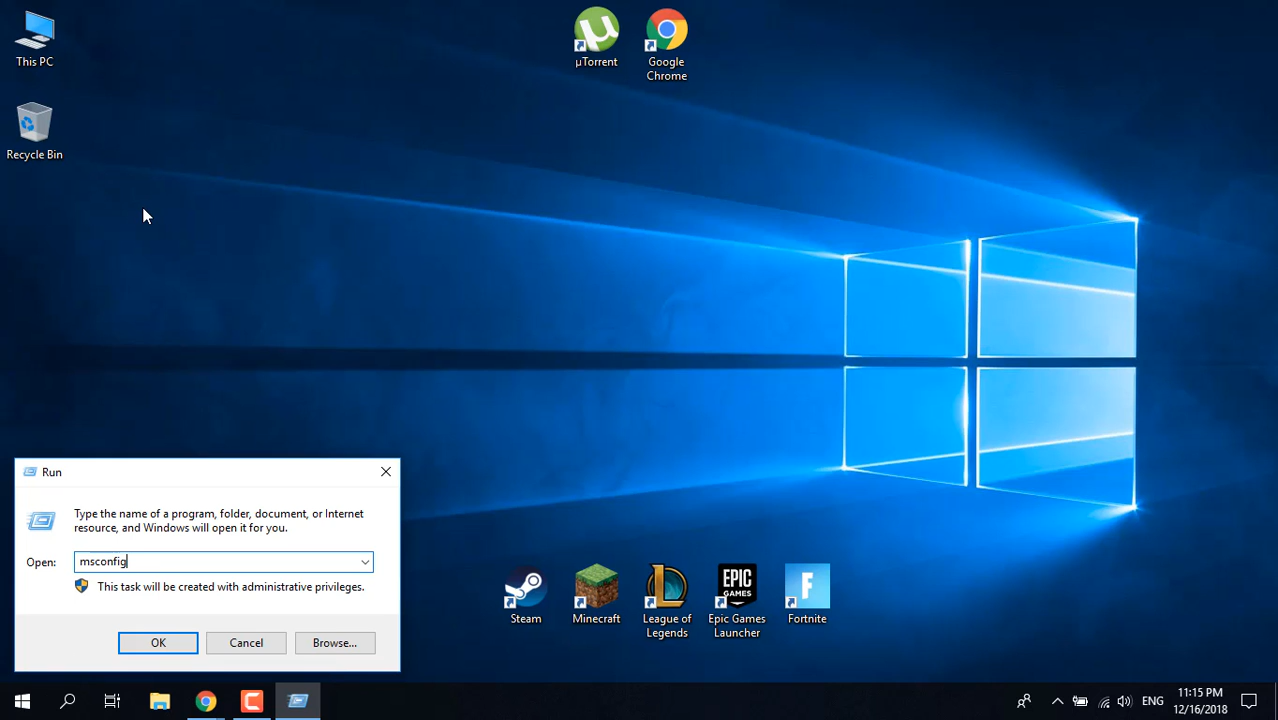 This PC
Recycle Bin
µTorrent
Google
Chrome
Run
Type the name of a program, folder, document, or Internet
resource, and Windows will open it for you.
Open:
msconfig
This task will be created with administrative privileges.
OK
Cancel
Browse...
Steam
Minecraft
League of
Legends
EPIC
GAMES
Epic Games
Launcher
F
Fortnite
ENG
11:15 PM
12/16/2018